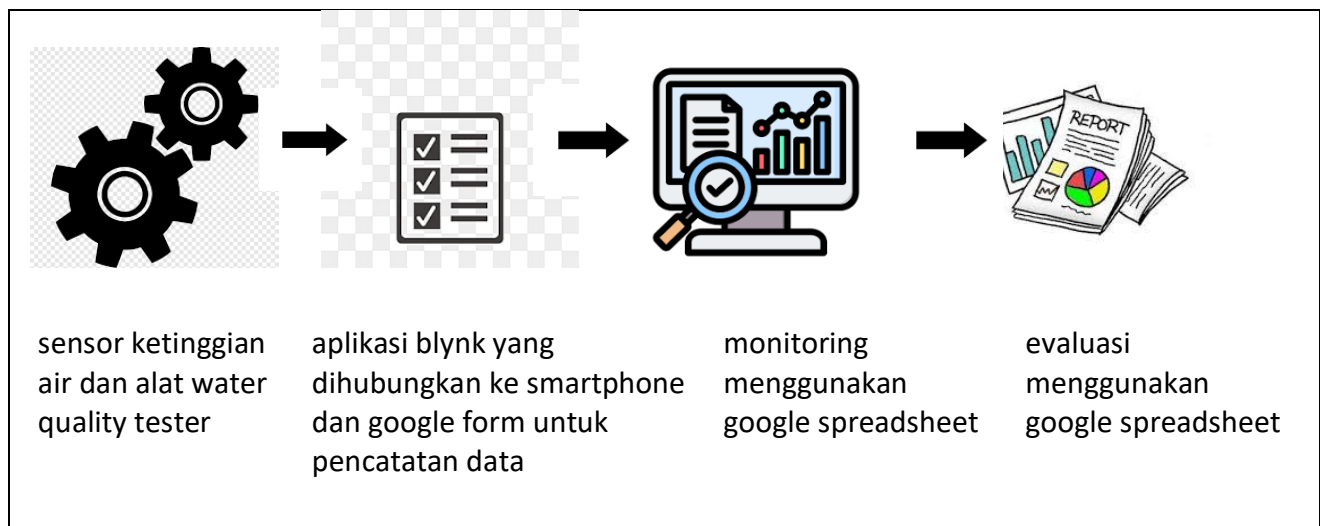 REPORT
sensor ketinggian
air dan alat water
quality tester
aplikasi blynk yang
dihubungkan ke smartphone
dan google form untuk
pencatatan data
monitoring
menggunakan
google spreadsheet
evaluasi
menggunakan
google spreadsheet